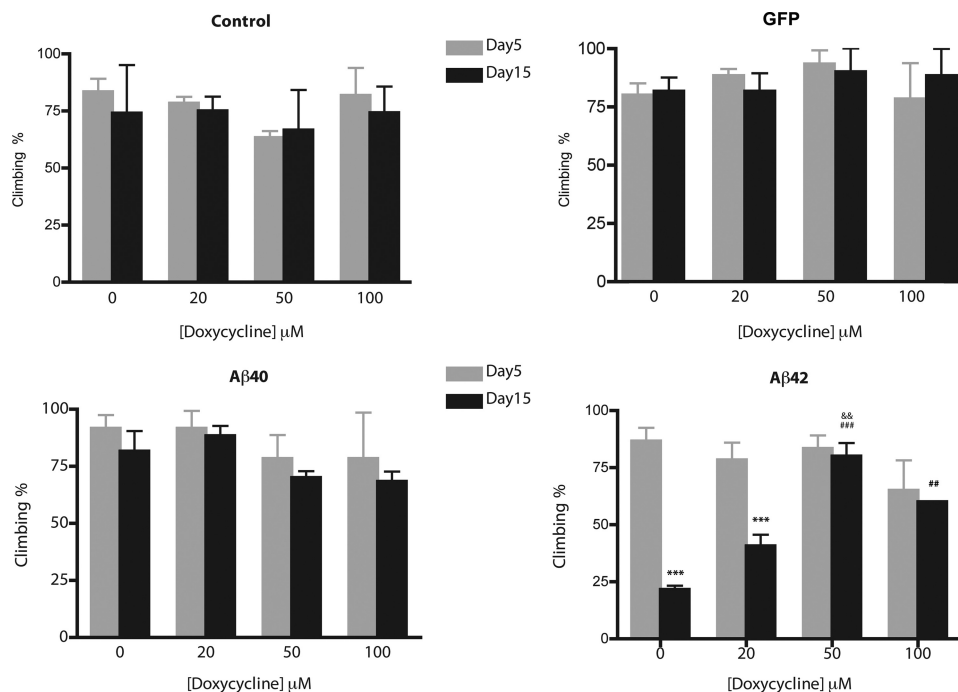 Control
Day5
Day15
100
75
50
25
0
Climbing %
0 20 50 100
[Doxycycline] μM
GFP
100
75
50
25
0
Climbing %
0 20 50 100
[Doxycycline] μM
Aβ40
Day5
Day15
100
75
50
25
0
Climbing %
0 20 50 100
[Doxycycline] μM
Aβ42
100
75
50
25
0
Climbing %
&&
###
##
***
***
0 20 50 100
[Doxycycline] μM